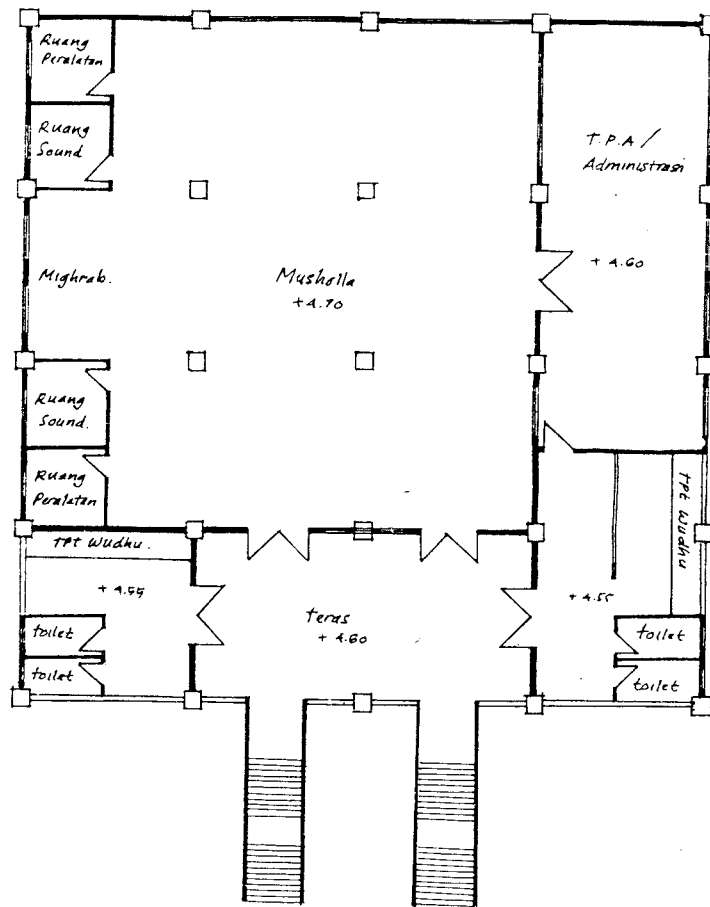 Ruang
Peralatan
Ruang
Sound
T.P.A /
Administrasi
+ 4.60
Mighrab.
Musholla
+4.70
Ruang
Sound.
Ruang
Peralatan
TPt Wudhu.
TPt Wudhu
+ 4.55
teras
+ 4.60
+ 4.55
toilet
toilet
toilet
toilet